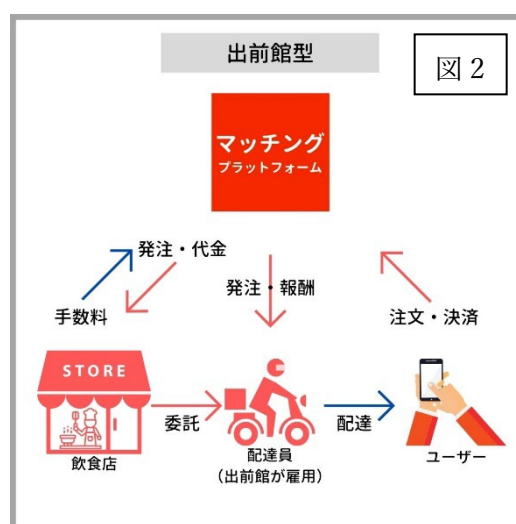 出前館型
図２
マッチング
プラットフォーム
発注・代金
発注・報酬
手数料
注文・決済
STORE
委託
配達
飲食店
配達員
（出前館が雇用）
ユーザー